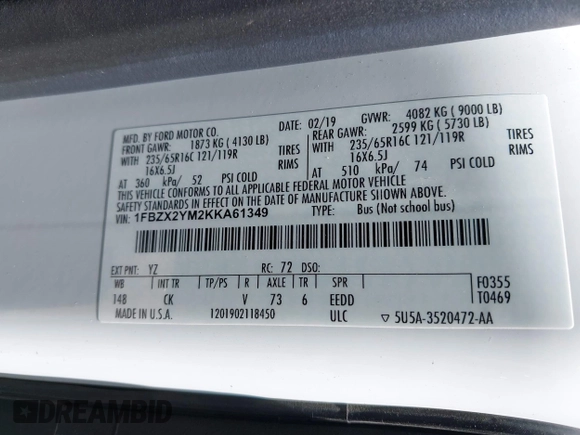 MFD. BY FORD MOTOR CO. DATE: 02/19 GVWR: 4082 KG ( 9000 LB)
FRONT GAWR: 1873 KG ( 4130 LB) REAR GAWR: 2599 KG ( 5730 LB)
WITH 235/65R16C 121/119R TIRES WITH 235/65R16C 121/119R TIRES
16X6.5J RIMS 16X6.5J RIMS
AT 360 kPa/ 52 PSI COLD AT 510 kPa/ 74 PSI COLD
THIS VEHICLE CONFORMS TO ALL APPLICABLE FEDERAL MOTOR VEHICLE
SAFETY STANDARDS IN EFFECT ON THE DATE OF MANUFACTURE SHOWN ABOVE.
VIN: 1FBZX2YM2KKA61349 TYPE: Bus (Not school bus)
EXT PNT: YZ RC: 72 DSO:
WB INT TR TP/PS R AXLE TR SPR F0355
148 CK V 73 6 EEDD T0469
MADE IN U.S.A. 1201902118450 ULC ▽ 5U5A-3520472-AA
DREAMBID